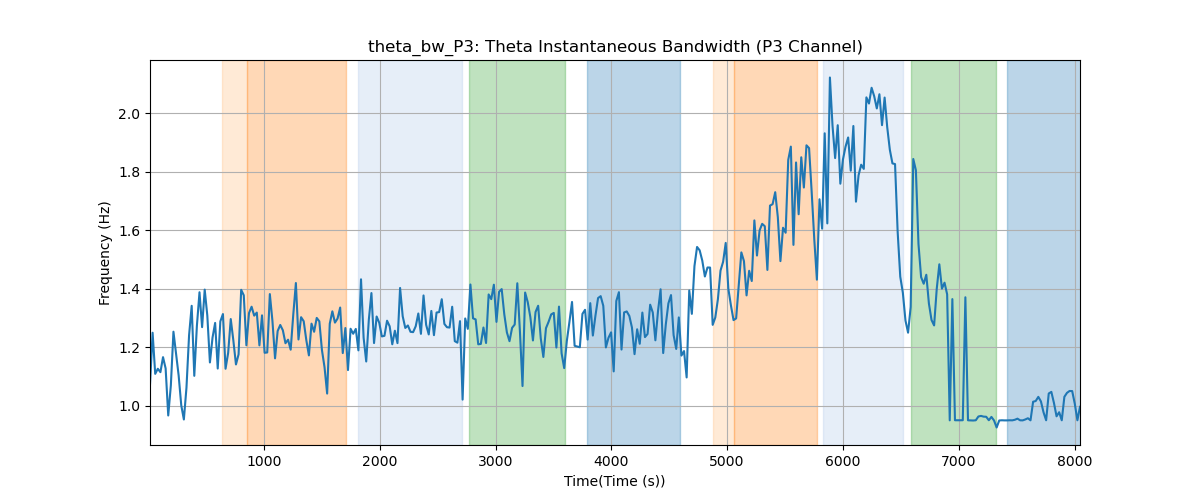 theta_bw_P3: Theta Instantaneous Bandwidth (P3 Channel)
Frequency (Hz)
2.0
1.8
1.6
1.4
1.2
1.0
1000 2000 3000 4000 5000 6000 7000 8000
Time(Time (s))